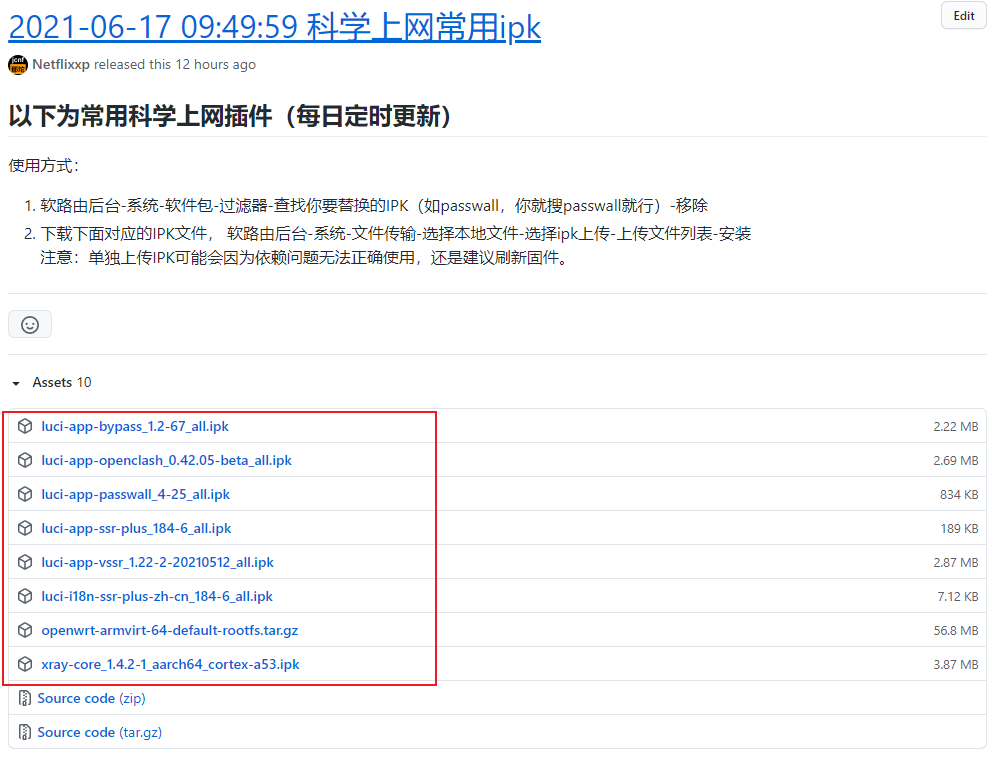 2021-06-17 09:49:59 科学上网常用ipk
Edit
Netflixxp released this 12 hours ago
以下为常用科学上网插件（每日定时更新）
使用方式：
1. 软路由后台-系统-软件包-过滤器-查找你要替换的IPK（如passwall，你就搜passwall就行）-移除
2. 下载下面对应的IPK文件， 软路由后台-系统-文件传输-选择本地文件-选择ipk上传-上传文件列表-安装
注意：单独上传IPK可能会因为依赖问题无法正确使用，还是建议刷新固件。
Assets 10
luci-app-bypass_1.2-67_all.ipk 2.22 MB
luci-app-openclash_0.42.05-beta_all.ipk 2.69 MB
luci-app-passwall_4-25_all.ipk 834 KB
luci-app-ssr-plus_184-6_all.ipk 189 KB
luci-app-vssr_1.22-2-20210512_all.ipk 2.87 MB
luci-i18n-ssr-plus-zh-cn_184-6_all.ipk 7.12 KB
openwrt-armvirt-64-default-rootfs.tar.gz 56.8 MB
xray-core_1.4.2-1_aarch64_cortex-a53.ipk 3.87 MB
Source code (zip)
Source code (tar.gz)